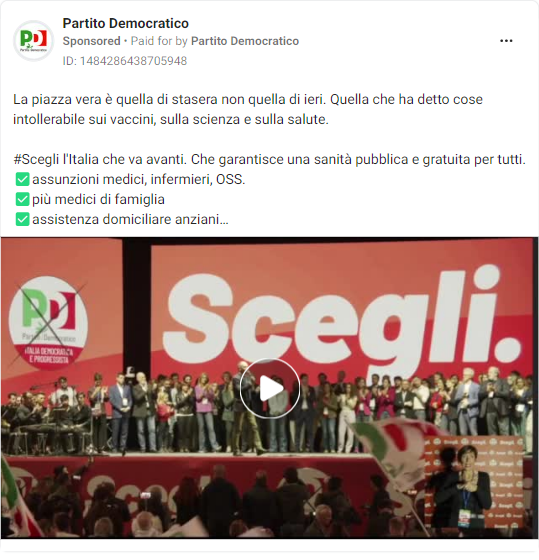 Partito Democratico
Sponsored • Paid for by Partito Democratico
ID: 1484286438705948
La piazza vera è quella di stasera non quella di ieri. Quella che ha detto cose
intollerabile sui vaccini, sulla scienza e sulla salute.
#Scegli l'Italia che va avanti. Che garantisce una sanità pubblica e gratuita per tutti.
✅assunzioni medici, infermieri, OSS.
✅più medici di famiglia
✅assistenza domiciliare anziani...
PD
Partito Democratico
ITALIA DEMOCRATICA
E PROGRESSISTA
Scegli.
Scegli